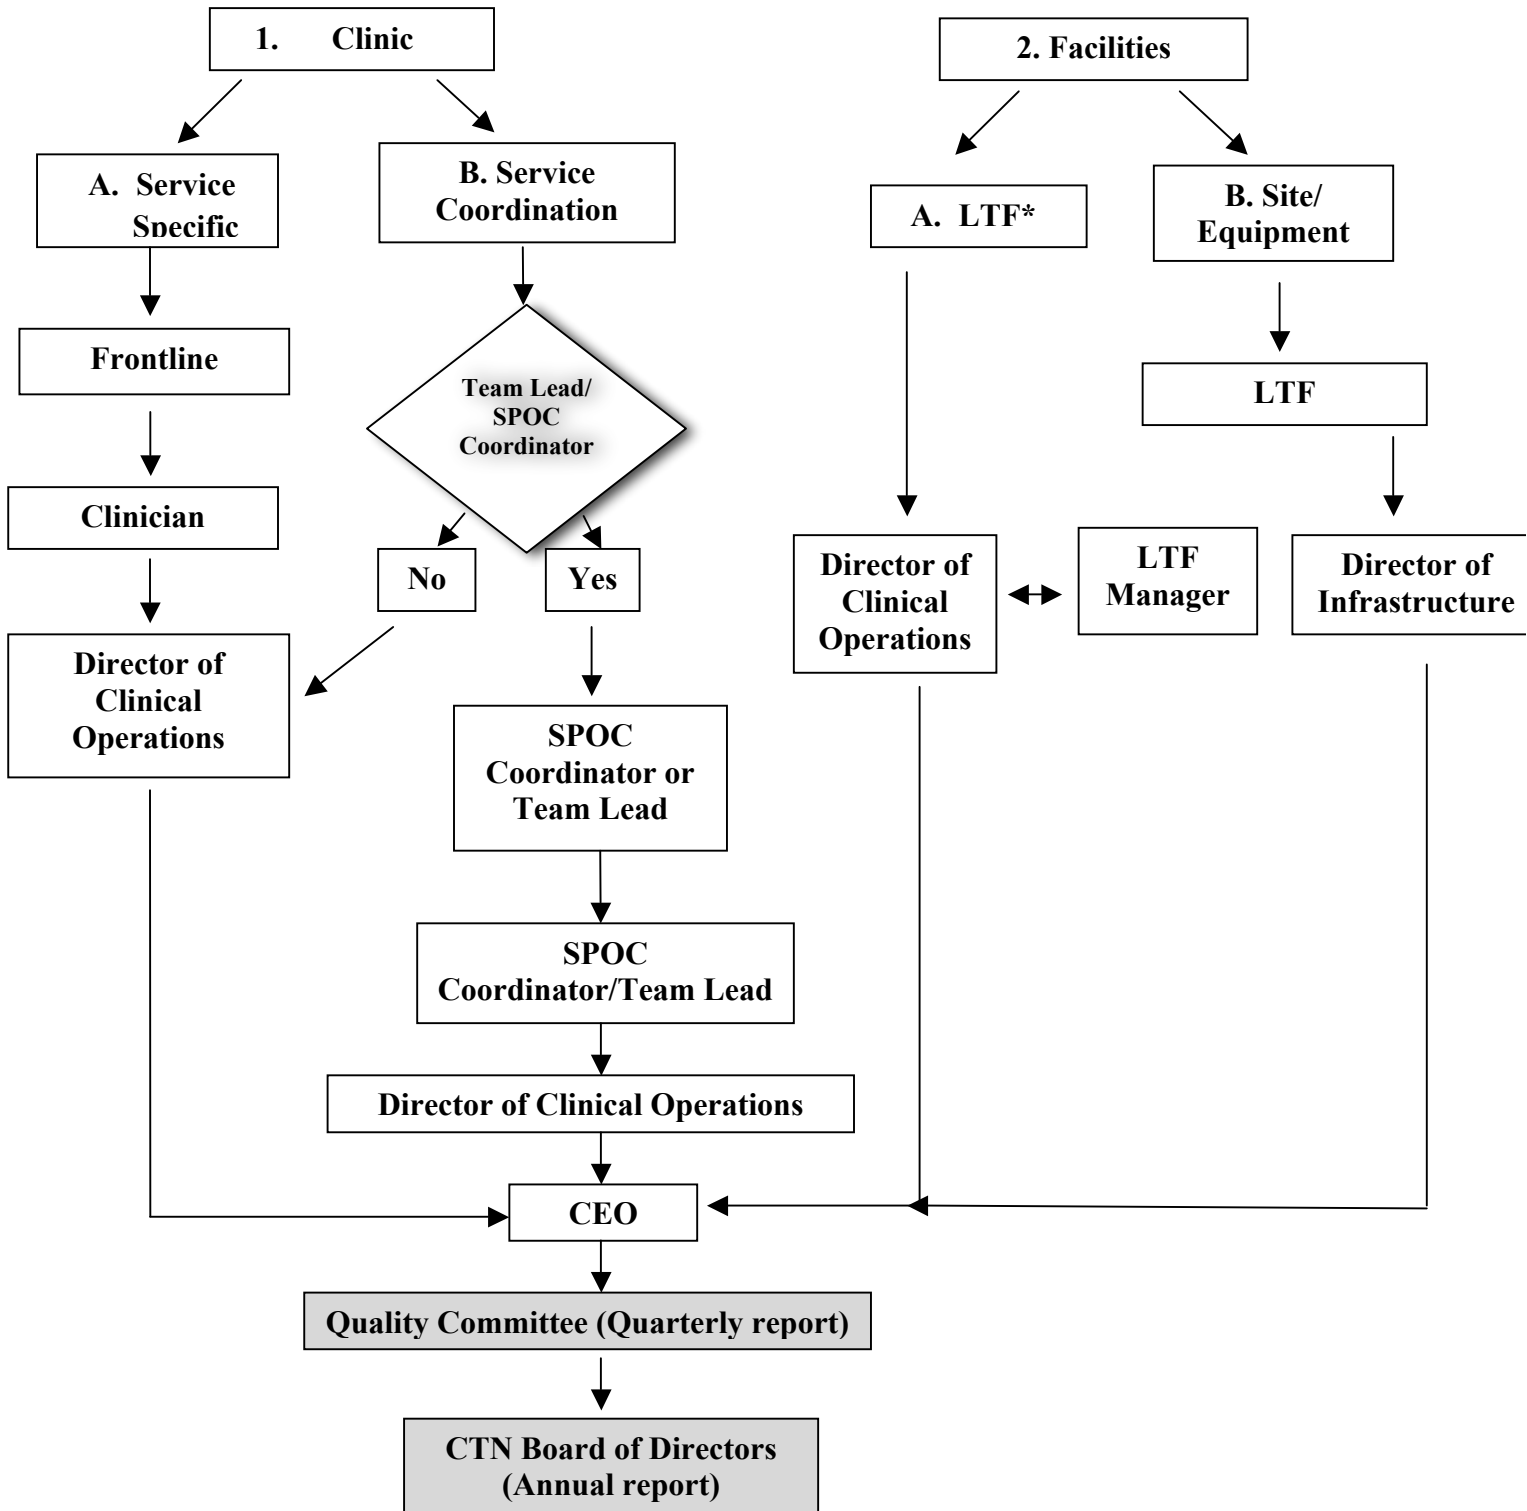 1. Clinic
2. Facilities
A. Service
Specific
B. Service
Coordination
A. LTF*
B. Site/
Equipment
Frontline
Team Lead/
SPOC
Coordinator
LTF
Clinician
No
Yes
Director of
Clinical
Operations
LTF
Manager
Director of
Infrastructure
Director of
Clinical
Operations
SPOC
Coordinator or
Team Lead
SPOC
Coordinator/Team Lead
Director of Clinical Operations
CEO
Quality Committee (Quarterly report)
CTN Board of Directors
(Annual report)